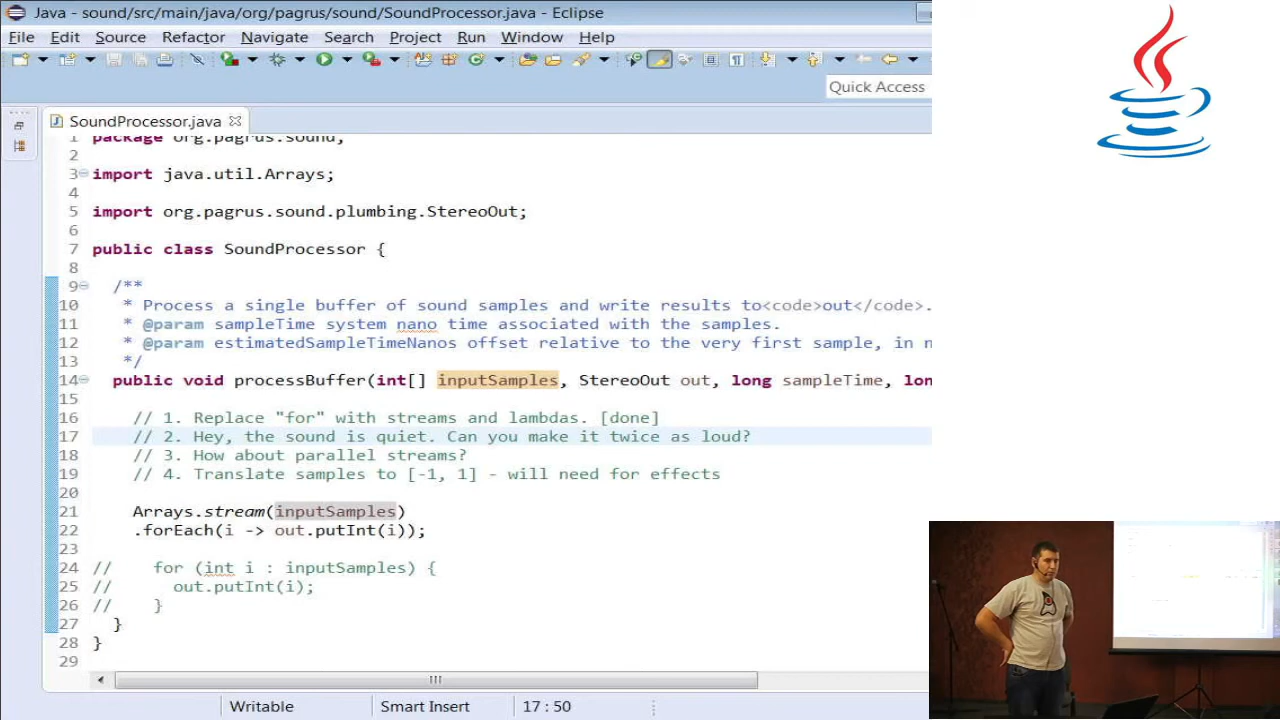 Java - sound/src/main/java/org/pagrus/sound/SoundProcessor.java - Eclipse
File Edit Source Refactor Navigate Search Project Run Window Help
Quick Access
SoundProcessor.java
1 package org.pagrus.sound;
2
3 import java.util.Arrays;
4
5 import org.pagrus.sound.plumbing.StereoOut;
6
7 public class SoundProcessor {
8
9 /**
10 * Process a single buffer of sound samples and write results to<code>out</code>.
11 * @param sampleTime system nano time associated with the samples.
12 * @param estimatedSampleTimeNanos offset relative to the very first sample, in n
13 */
14 public void processBuffer(int[] inputSamples, StereoOut out, long sampleTime, lon
15
16 // 1. Replace "for" with streams and lambdas. [done]
17 // 2. Hey, the sound is quiet. Can you make it twice as loud?
18 // 3. How about parallel streams?
19 // 4. Translate samples to [-1, 1] - will need for effects
20
21 Arrays.stream(inputSamples)
22 .forEach(i -> out.putInt(i));
23
24 // for (int i : inputSamples) {
25 // out.putInt(i);
26 // }
27 }
28 }
29
Writable Smart Insert 17 : 50